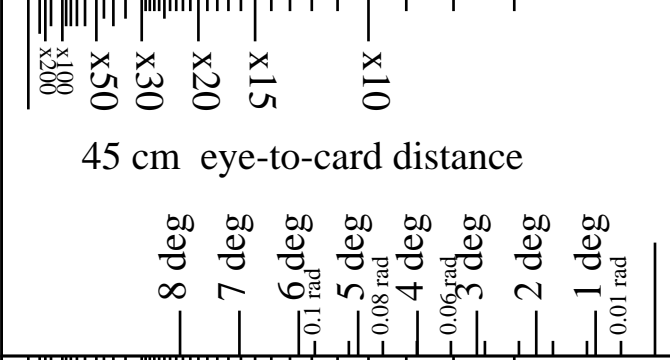 x200 x100 x50 x30 x20 x15 x10
45 cm eye-to-card distance
8 deg 7 deg 6 deg 5 deg 4 deg 3 deg 2 deg 1 deg
0.1 rad 0.08 rad 0.06 rad 0.01 rad